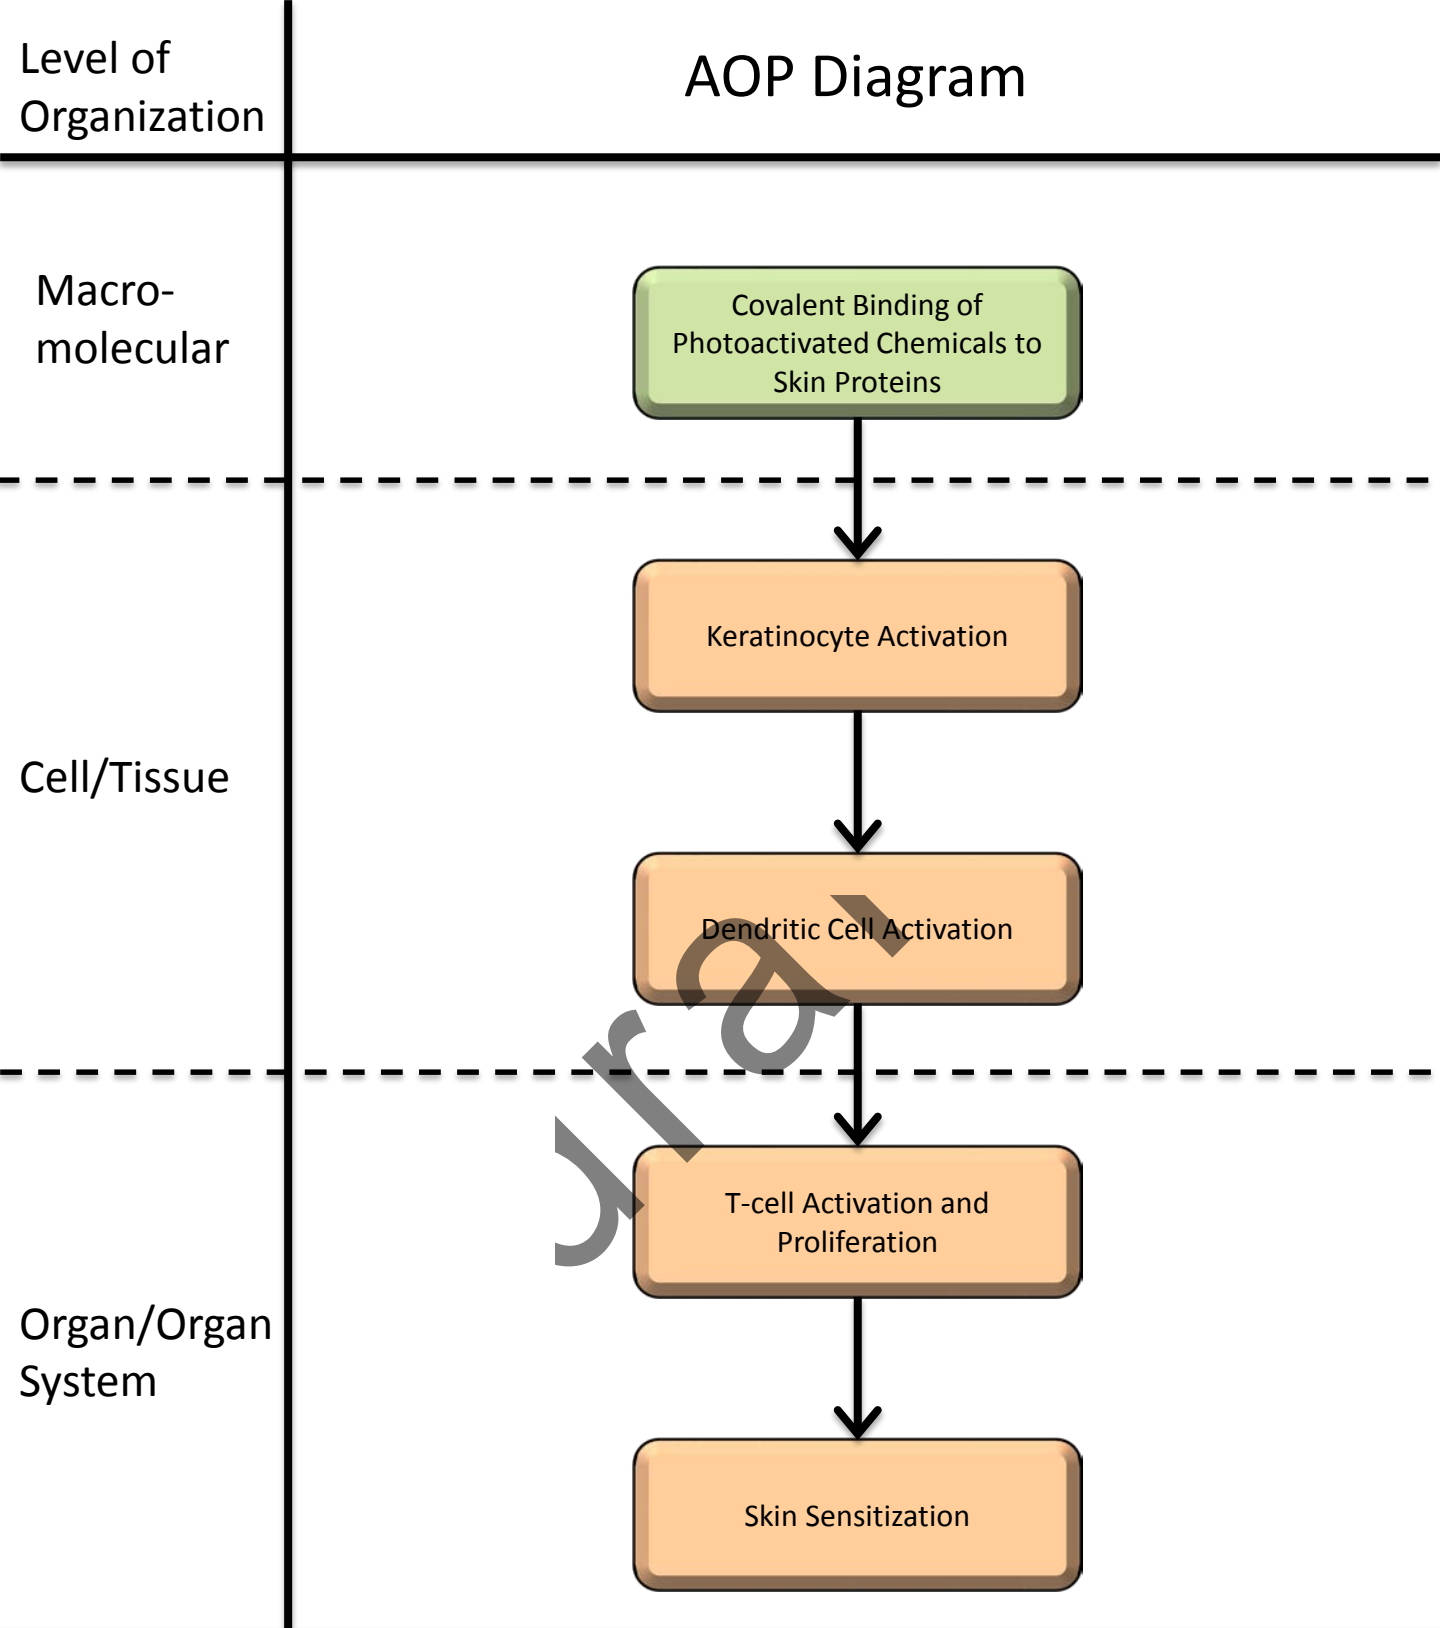 Level of
Organization
AOP Diagram
Macro-
molecular
Covalent Binding of
Photoactivated Chemicals to
Skin Proteins
Keratinocyte Activation
Cell/Tissue
Dendritic Cell Activation
T-cell Activation and
Proliferation
Organ/Organ
System
Skin Sensitization